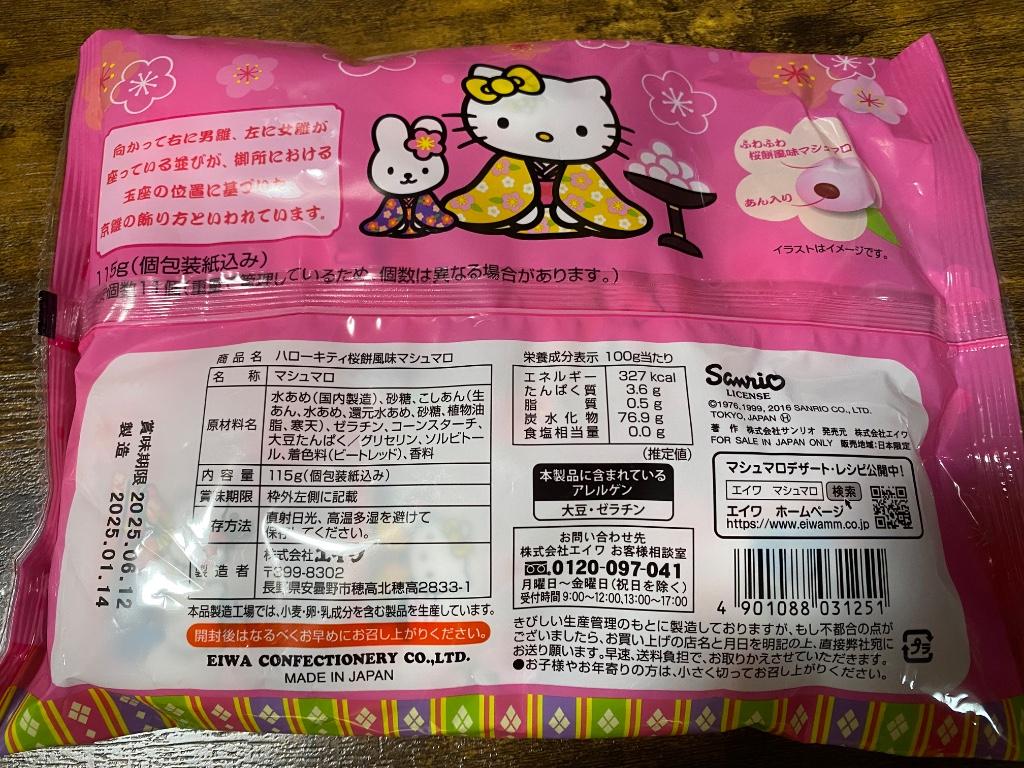 向かって右に男雛、左に女雛が
座っている並びが、御所における
玉座の位置に基づいた
京雛の飾り方といわれています。
ふわふわ
桜餅風味マシュマロ
あん入り
イラストはイメージです。
115g(個包装紙込み)
個数11個、重量 管理しているため、個数は異なる場合があります。)
商品名 ハローキティ桜餅風味マシュマロ
名称 マシュマロ
原材料名 水あめ(国内製造)、砂糖、こしあん(生
あん、水あめ、還元水あめ、砂糖、植物油
脂、寒天)、ゼラチン、コーンスターチ、
大豆たんぱく/グリセリン、ソルビトー
ル、着色料(ビートレッド)、香料
内容量 115g(個包装紙込み)
賞味期限 枠外左側に記載
存方法 直射日光、高温多湿を避けて
保存してください。
製造者 株式会社エイワ
〒399-8302
長野県安曇野市穂高北穂高2833-1
本品製造工場では、小麦・卵・乳成分を含む製品を生産しています。
開封後はなるべくお早めにお召し上がりください。
EIWA CONFECTIONERY CO.,LTD.
MADE IN JAPAN
賞味期限 2025.06.12
製造 2025.01.14
栄養成分表示 100g当たり
エネルギー 327 kcal
たんぱく質 3.6 g
脂質 0.5 g
炭水化物 76.9 g
食塩相当量 0.0 g
(推定値)
本製品に含まれている
アレルゲン
大豆・ゼラチン
お問い合わせ先
株式会社エイワ お客様相談室
0120-097-041
月曜日〜金曜日(祝日を除く)
受付時間 9:00〜12:00,13:00〜17:00
Sanrio
LICENSE
©1976,1999, 2016 SANRIO CO., LTD.
TOKYO, JAPAN Ⓗ
著作 株式会社サンリオ 発売元 株式会社エイワ
FOR SALE IN JAPAN ONLY 販売地域:日本限定
マシュマロデザート・レシピ公開中!
エイワ マシュマロ 検索
エイワ ホームページ
https://www.eiwamm.co.jp
4 901088 031251
きびしい生産管理のもとに製造しておりますが、もし不都合の点が
ございましたら、お買い上げの店名と月日を明記の上、直接弊社宛に
お送り願います。早速、送料負担で、お取りかえさせていただきます。
●お子様やお年寄りの方は、小さく切ってお召し上がりください。
プラ